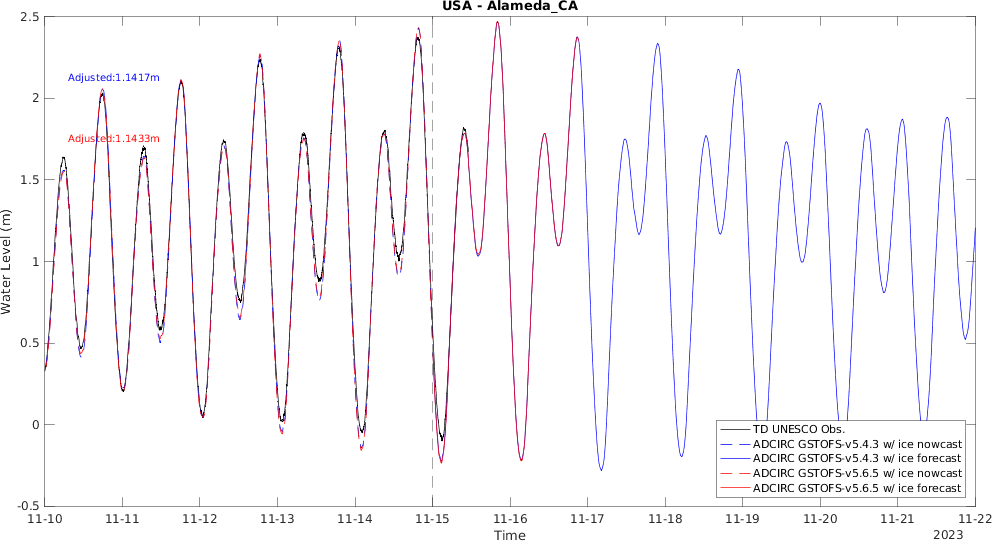 USA - Alameda_CA
2.5
2
1.5
1
0.5
0
-0.5
Water Level (m)
Adjusted:1.1417m
Adjusted:1.1433m
TD UNESCO Obs.
ADCIRC GSTOFS-v5.4.3 w/ ice nowcast
ADCIRC GSTOFS-v5.4.3 w/ ice forecast
ADCIRC GSTOFS-v5.6.5 w/ ice nowcast
ADCIRC GSTOFS-v5.6.5 w/ ice forecast
11-10 11-11 11-12 11-13 11-14 11-15 11-16 11-17 11-18 11-19 11-20 11-21 11-22
Time
2023